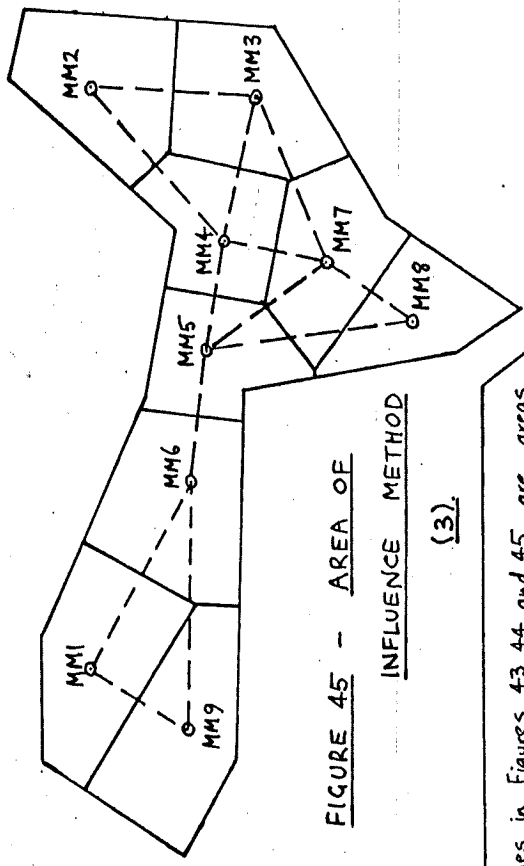 MM2
MM3
MM4
MM7
MM8
MM5
MM6
MM1
MM9
FIGURE 45 - AREA OF
INFLUENCE METHOD
(3).
in Figures 43, 44 and 45 are areas